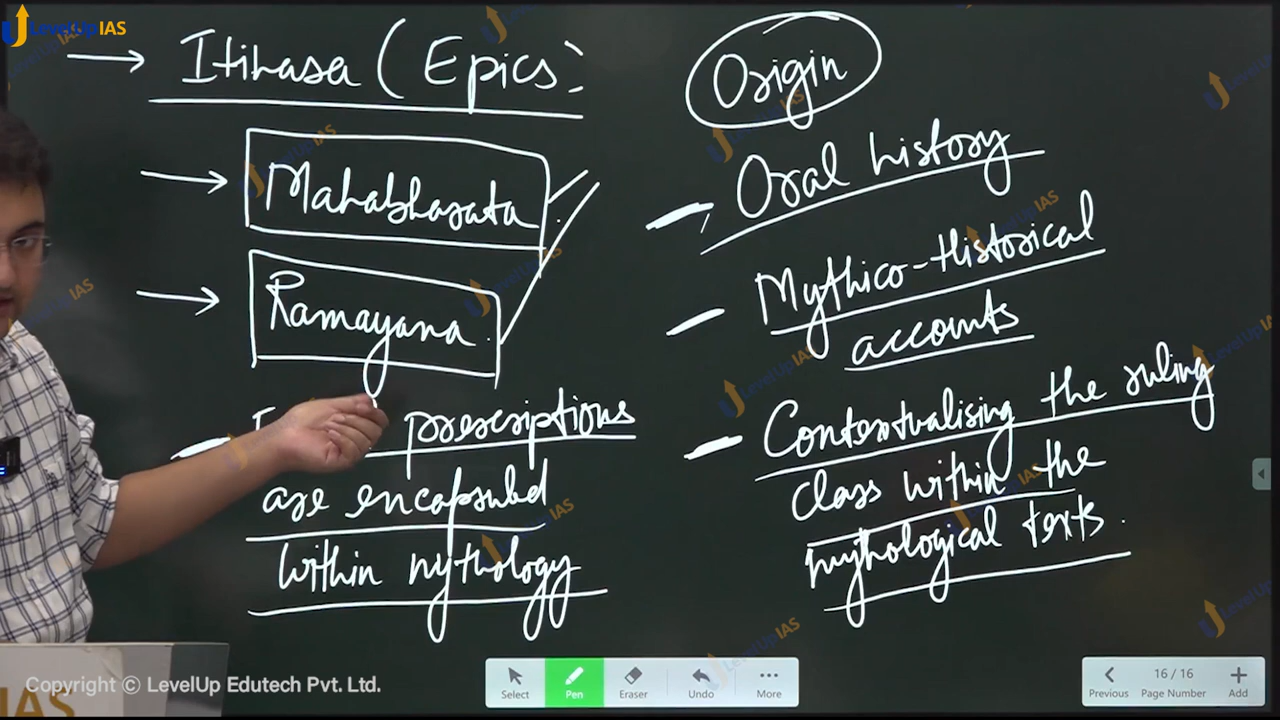 LevelUp IAS
→ Itihasa (Epics)
→ Mahabharata
→ Ramayana
prescriptions
are encapsuled
within mythology
Origin
- Oral history
- Mythico-Historical
accounts
- Contextualising the ruling
class within the
mythological texts.
Copyright © LevelUp Edutech Pvt. Ltd.
IAS
Select
Pen
Eraser
Undo
More
Previous
16 / 16
Page Number
Add